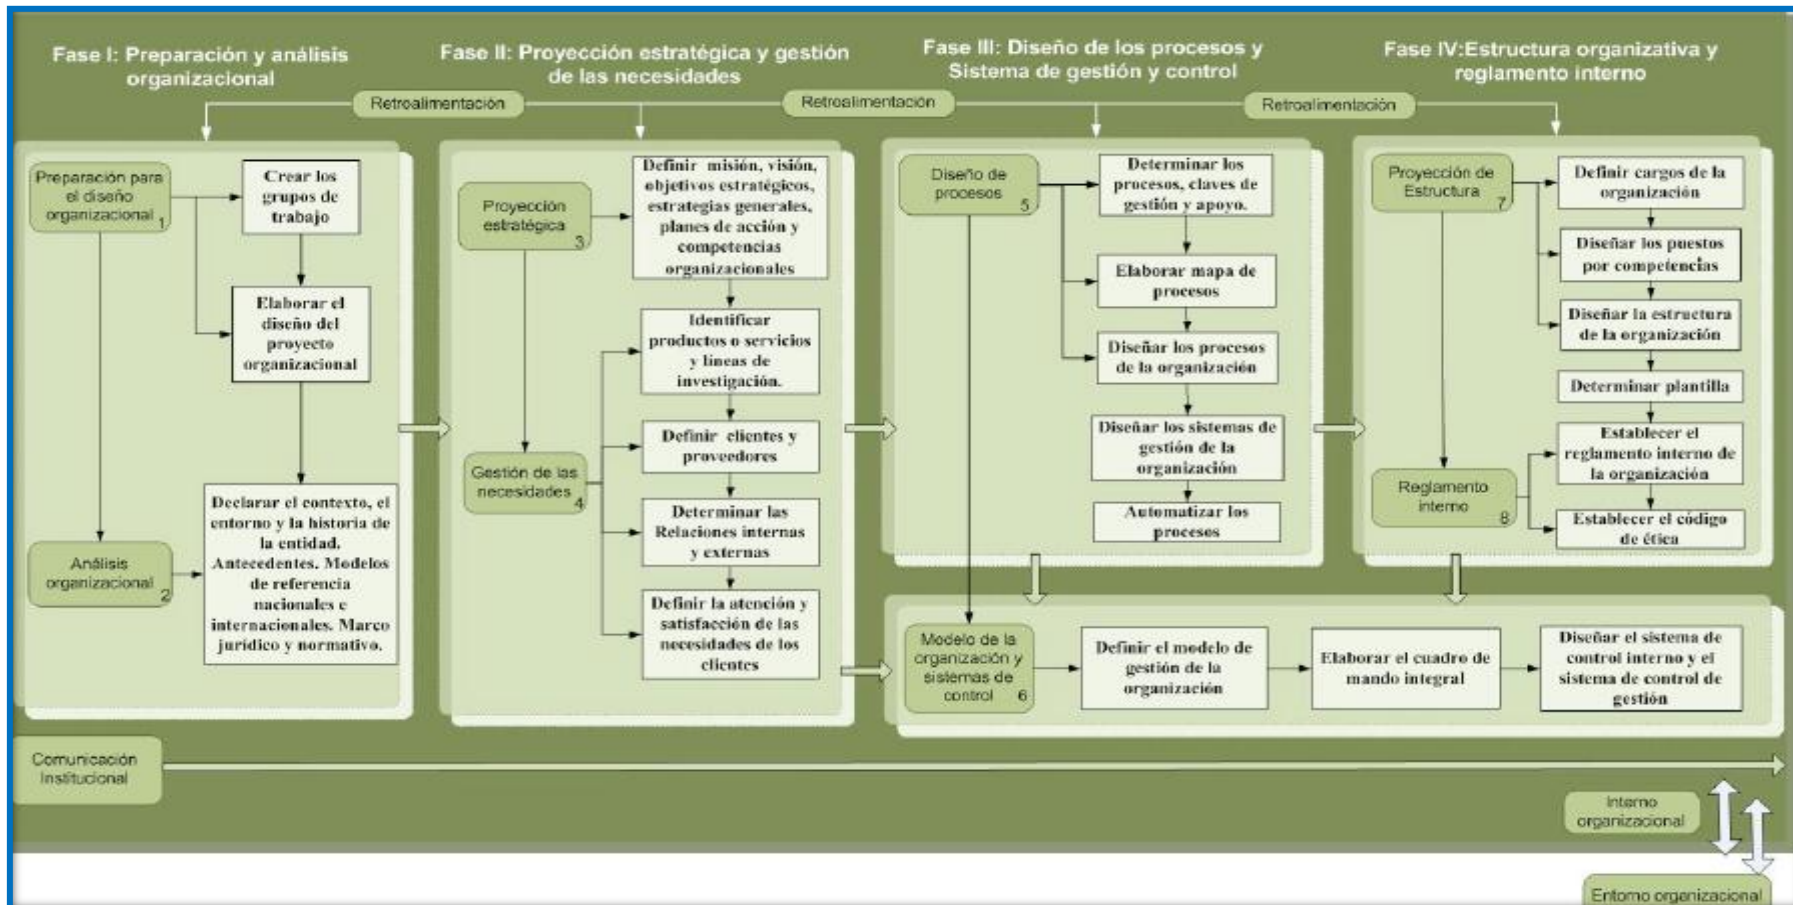 Fase I: Preparación y análisis
organizacional
Fase II: Proyección estratégica y gestión
de las necesidades
Fase III: Diseño de los procesos y
Sistema de gestión y control
Fase IV:Estructura organizativa y
reglamento interno
Retroalimentación
Retroalimentación
Retroalimentación
Preparación para
el diseño
organizacional
1
Crear los
grupos de
trabajo
Elaborar el
diseño del
proyecto
organizacional
Análisis
organizacional
2
Declarar el contexto, el
entorno y la historia de
la entidad.
Antecedentes. Modelos
de referencia
nacionales e
internacionales. Marco
jurídico y normativo.
Proyección
estratégica
3
Definir misión, visión,
objetivos estratégicos,
estrategias generales,
planes de acción y
competencias
organizacionales
Identificar
productos o servicios
y líneas de
investigación.
Gestión de las
necesidades
4
Definir clientes y
proveedores
Determinar las
Relaciones internas
y externas
Definir la atención y
satisfacción de las
necesidades de los
clientes
Diseño de
procesos
5
Determinar los
procesos, claves de
gestión y apoyo.
Elaborar mapa de
procesos
Diseñar los procesos
de la organización
Diseñar los sistemas de
gestión de la
organización
Automatizar los
procesos
Proyección de
Estructura
7
Definir cargos de la
organización
Diseñar los puestos
por competencias
Diseñar la estructura
de la organización
Determinar plantilla
Reglamento
interno
8
Establecer el
reglamento interno de
la organización
Establecer el código
de ética
Modelo de la
organización y
sistemas de
control
6
Definir el modelo de
gestión de la
organización
Elaborar el cuadro de
mando integral
Diseñar el sistema de
control interno y el
sistema de control de
gestión
Comunicación
Institucional
Interno
organizacional
Entorno organizacional